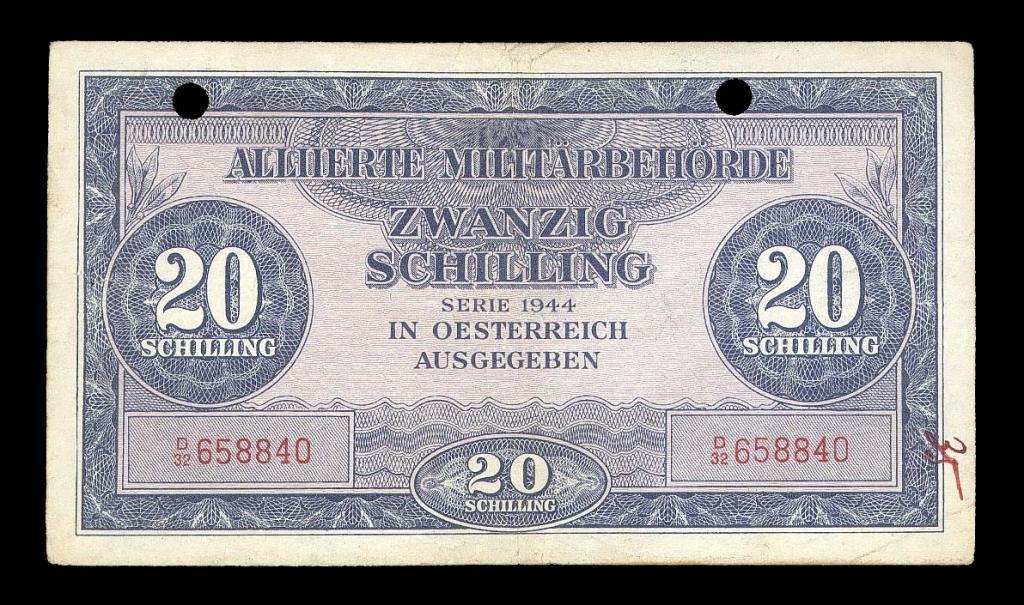 ALLIIERTE MILITÄRBEHÖRDE
ZWANZIG
SCHILLING
SERIE 1944
IN OESTERREICH
AUSGEGEBEN
20
SCHILLING
20
SCHILLING
D/32 658840
D/32 658840
20
SCHILLING
35